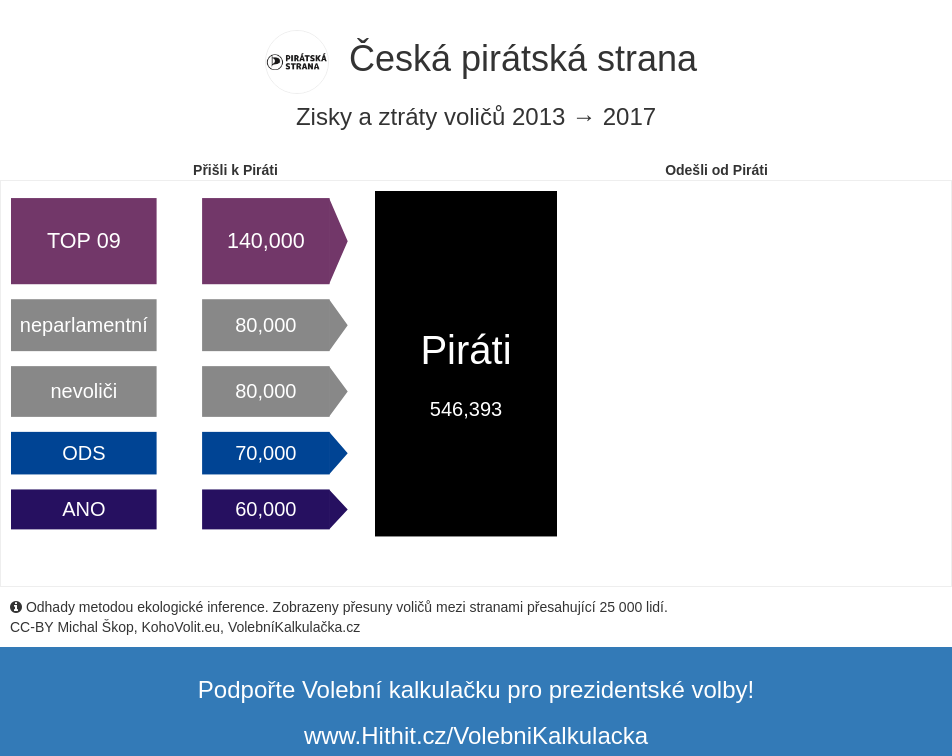 PIRÁTSKÁ
STRANA
Česká pirátská strana
Zisky a ztráty voličů 2013 → 2017
Přišli k Piráti
Odešli od Piráti
TOP 09
140,000
neparlamentní
80,000
nevoliči
80,000
ODS
70,000
ANO
60,000
Piráti
546,393
Odhady metodou ekologické inference. Zobrazeny přesuny voličů mezi stranami přesahující 25 000 lidí.
CC-BY Michal Škop, KohoVolit.eu, VolebníKalkulačka.cz
Podpořte Volební kalkulačku pro prezidentské volby!
www.Hithit.cz/VolebniKalkulacka